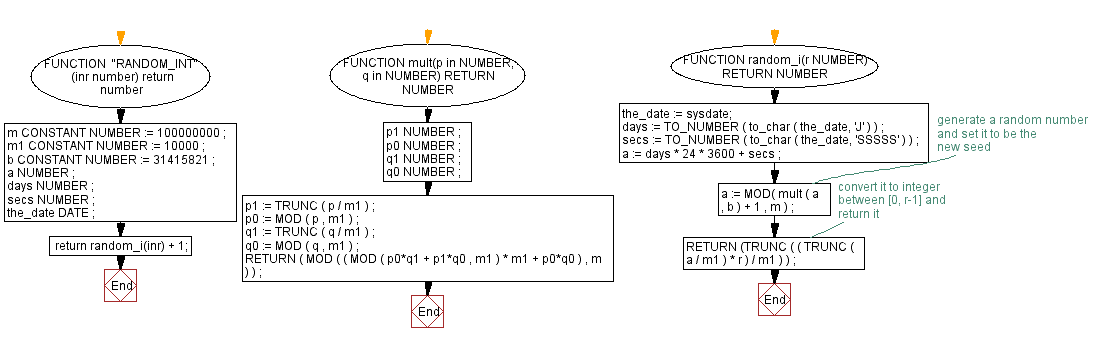 FUNCTION "RANDOM_INT"
(inr number) return
number
m CONSTANT NUMBER := 100000000 ;
m1 CONSTANT NUMBER := 10000 ;
b CONSTANT NUMBER := 31415821 ;
a NUMBER ;
days NUMBER ;
secs NUMBER ;
the_date DATE ;
return random_i(inr) + 1;
End
FUNCTION mult(p in NUMBER,
q in NUMBER) RETURN
NUMBER
p1 NUMBER ;
p0 NUMBER ;
q1 NUMBER ;
q0 NUMBER ;
p1 := TRUNC ( p / m1 ) ;
p0 := MOD ( p , m1 ) ;
q1 := TRUNC ( q / m1 ) ;
q0 := MOD ( q , m1 ) ;
RETURN ( MOD ( ( MOD ( p0*q1 + p1*q0 , m1 ) * m1 + p0*q0 ) , m
) ) ;
End
FUNCTION random_i(r NUMBER)
RETURN NUMBER
the_date := sysdate;
days := TO_NUMBER ( to_char ( the_date, 'J' ) ) ;
secs := TO_NUMBER ( to_char ( the_date, 'SSSSS' ) ) ;
a := days * 24 * 3600 + secs ;
generate a random number
and set it to be the
new seed
a := MOD( mult ( a
, b ) + 1 , m ) ;
convert it to integer
between [0, r-1] and
return it
RETURN (TRUNC ( ( TRUNC (
a / m1 ) * r ) / m1 ) ) ;
End